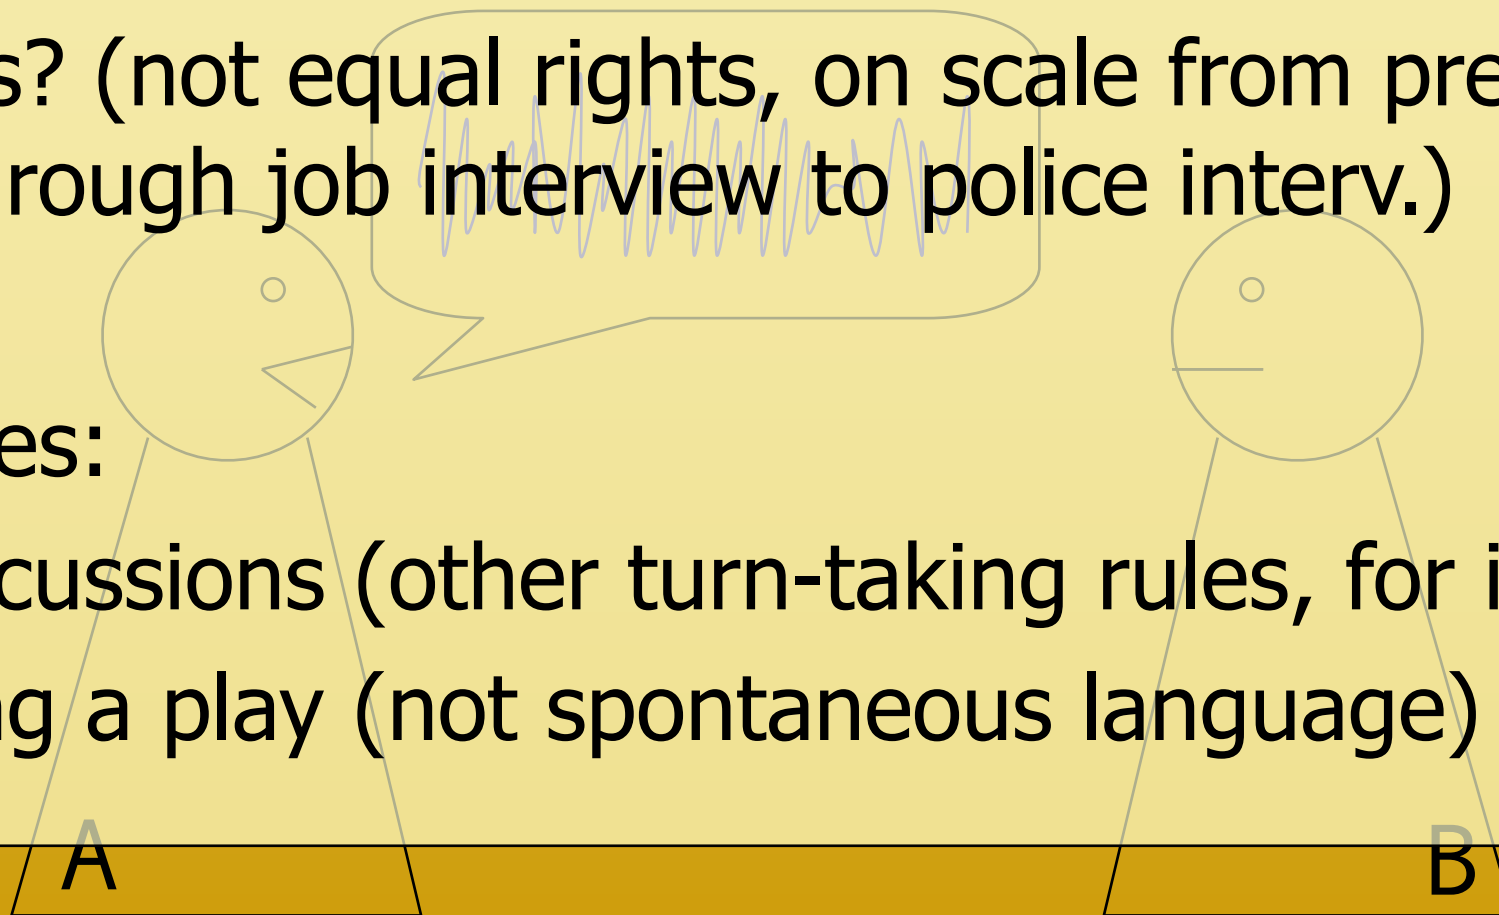 s? (not equal rights, on scale from pre
rough job interview to police interv.)
es:
cussions (other turn-taking rules, for i
ng a play (not spontaneous language)
A B